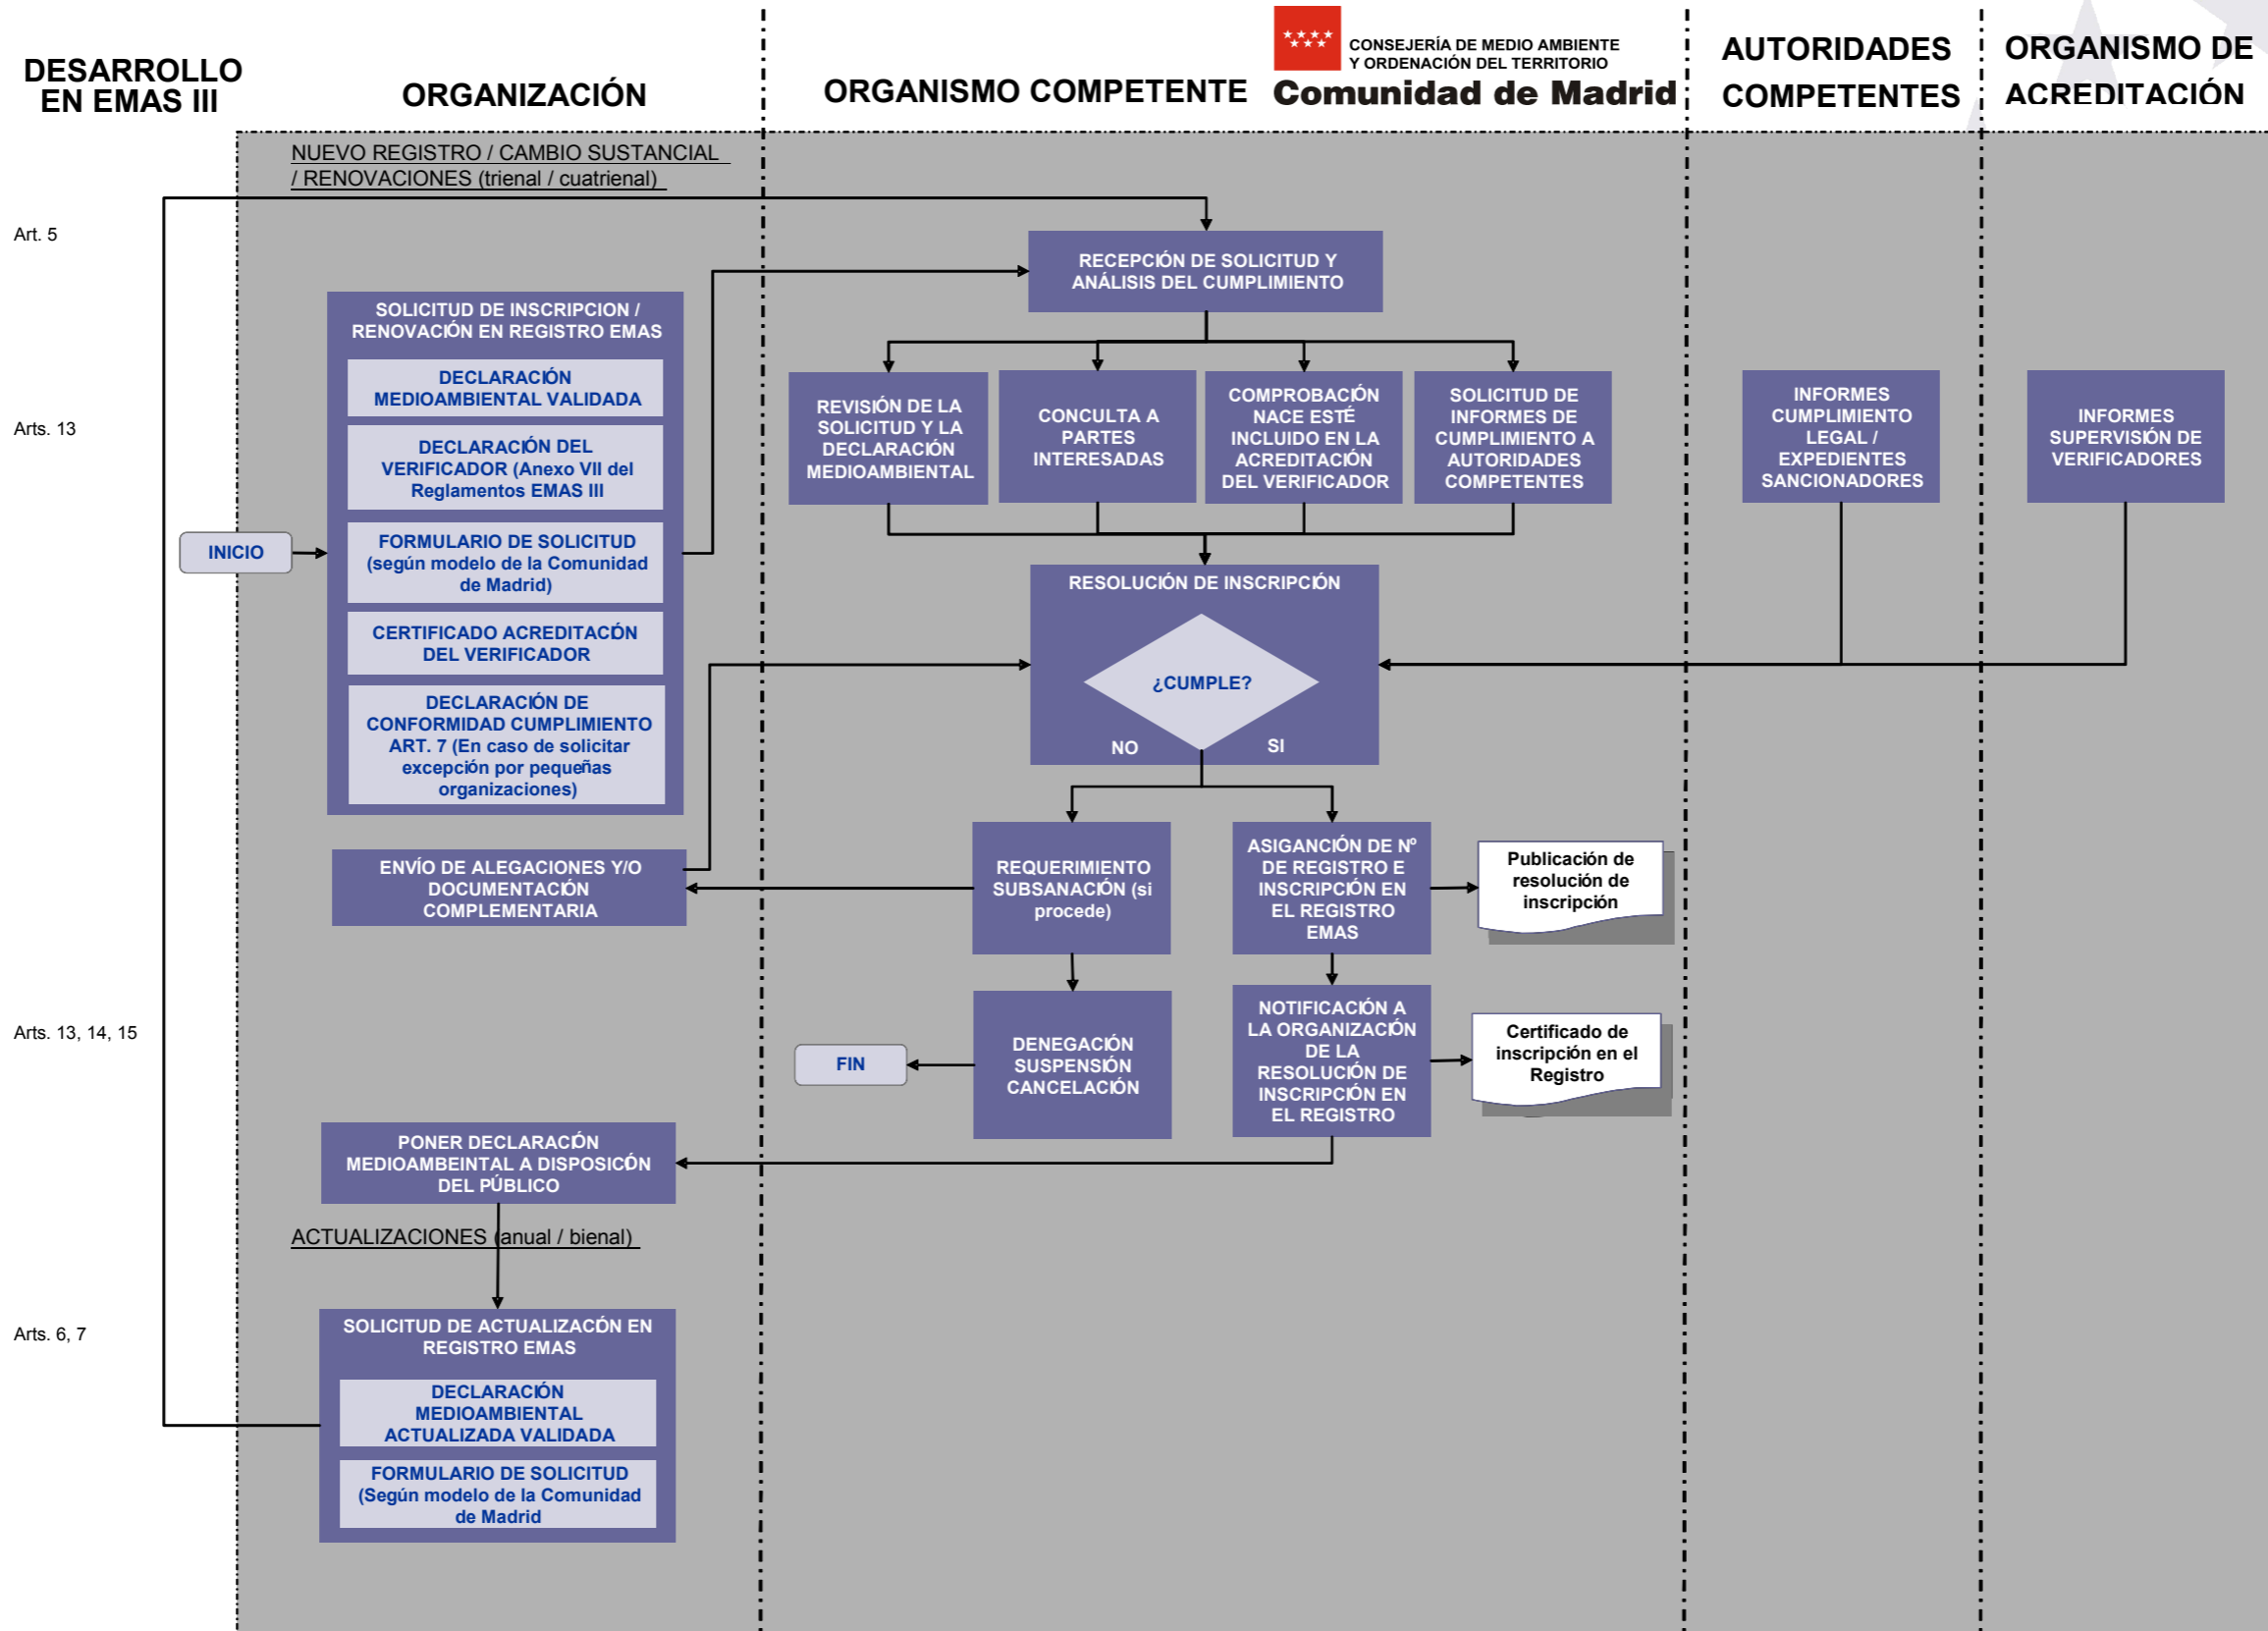 DESARROLLO
EN EMAS III
ORGANIZACIÓN
ORGANISMO COMPETENTE
CONSEJERÍA DE MEDIO AMBIENTE
Y ORDENACIÓN DEL TERRITORIO
Comunidad de Madrid
AUTORIDADES
COMPETENTES
ORGANISMO DE
ACREDITACIÓN
NUEVO REGISTRO / CAMBIO SUSTANCIAL
/ RENOVACIONES (trienal / cuatrienal)
Art. 5
RECEPCIÓN DE SOLICITUD Y
ANÁLISIS DEL CUMPLIMIENTO
SOLICITUD DE INSCRIPCION /
RENOVACIÓN EN REGISTRO EMAS
DECLARACIÓN
MEDIOAMBIENTAL VALIDADA
DECLARACIÓN DEL
VERIFICADOR (Anexo VII del
Reglamentos EMAS III
FORMULARIO DE SOLICITUD
(según modelo de la Comunidad
de Madrid)
CERTIFICADO ACREDITACÓN
DEL VERIFICADOR
DECLARACIÓN DE
CONFORMIDAD CUMPLIMIENTO
ART. 7 (En caso de solicitar
excepción por pequeñas
organizaciones)
Arts. 13
INICIO
REVISIÓN DE LA
SOLICITUD Y LA
DECLARACIÓN
MEDIOAMBIENTAL
CONCULTA A
PARTES
INTERESADAS
COMPROBACIÓN
NACE ESTÉ
INCLUIDO EN LA
ACREDITACIÓN
DEL VERIFICADOR
SOLICITUD DE
INFORMES DE
CUMPLIMIENTO A
AUTORIDADES
COMPETENTES
INFORMES
CUMPLIMIENTO
LEGAL /
EXPEDIENTES
SANCIONADORES
INFORMES
SUPERVISIÓN DE
VERIFICADORES
RESOLUCIÓN DE INSCRIPCIÓN
¿CUMPLE?
NO
SI
ENVÍO DE ALEGACIONES Y/O
DOCUMENTACIÓN
COMPLEMENTARIA
REQUERIMIENTO
SUBSANACIÓN (si
procede)
ASIGANCIÓN DE Nº
DE REGISTRO E
INSCRIPCIÓN EN
EL REGISTRO
EMAS
Publicación de
resolución de
inscripción
Arts. 13, 14, 15
FIN
DENEGACIÓN
SUSPENSIÓN
CANCELACIÓN
NOTIFICACIÓN A
LA ORGANIZACIÓN
DE LA
RESOLUCIÓN DE
INSCRIPCIÓN EN
EL REGISTRO
Certificado de
inscripción en el
Registro
PONER DECLARACIÓN
MEDIOAMBEINTAL A DISPOSICÓN
DEL PÚBLICO
ACTUALIZACIONES (anual / bienal)
Arts. 6, 7
SOLICITUD DE ACTUALIZACÓN EN
REGISTRO EMAS
DECLARACIÓN
MEDIOAMBIENTAL
ACTUALIZADA VALIDADA
FORMULARIO DE SOLICITUD
(Según modelo de la Comunidad
de Madrid